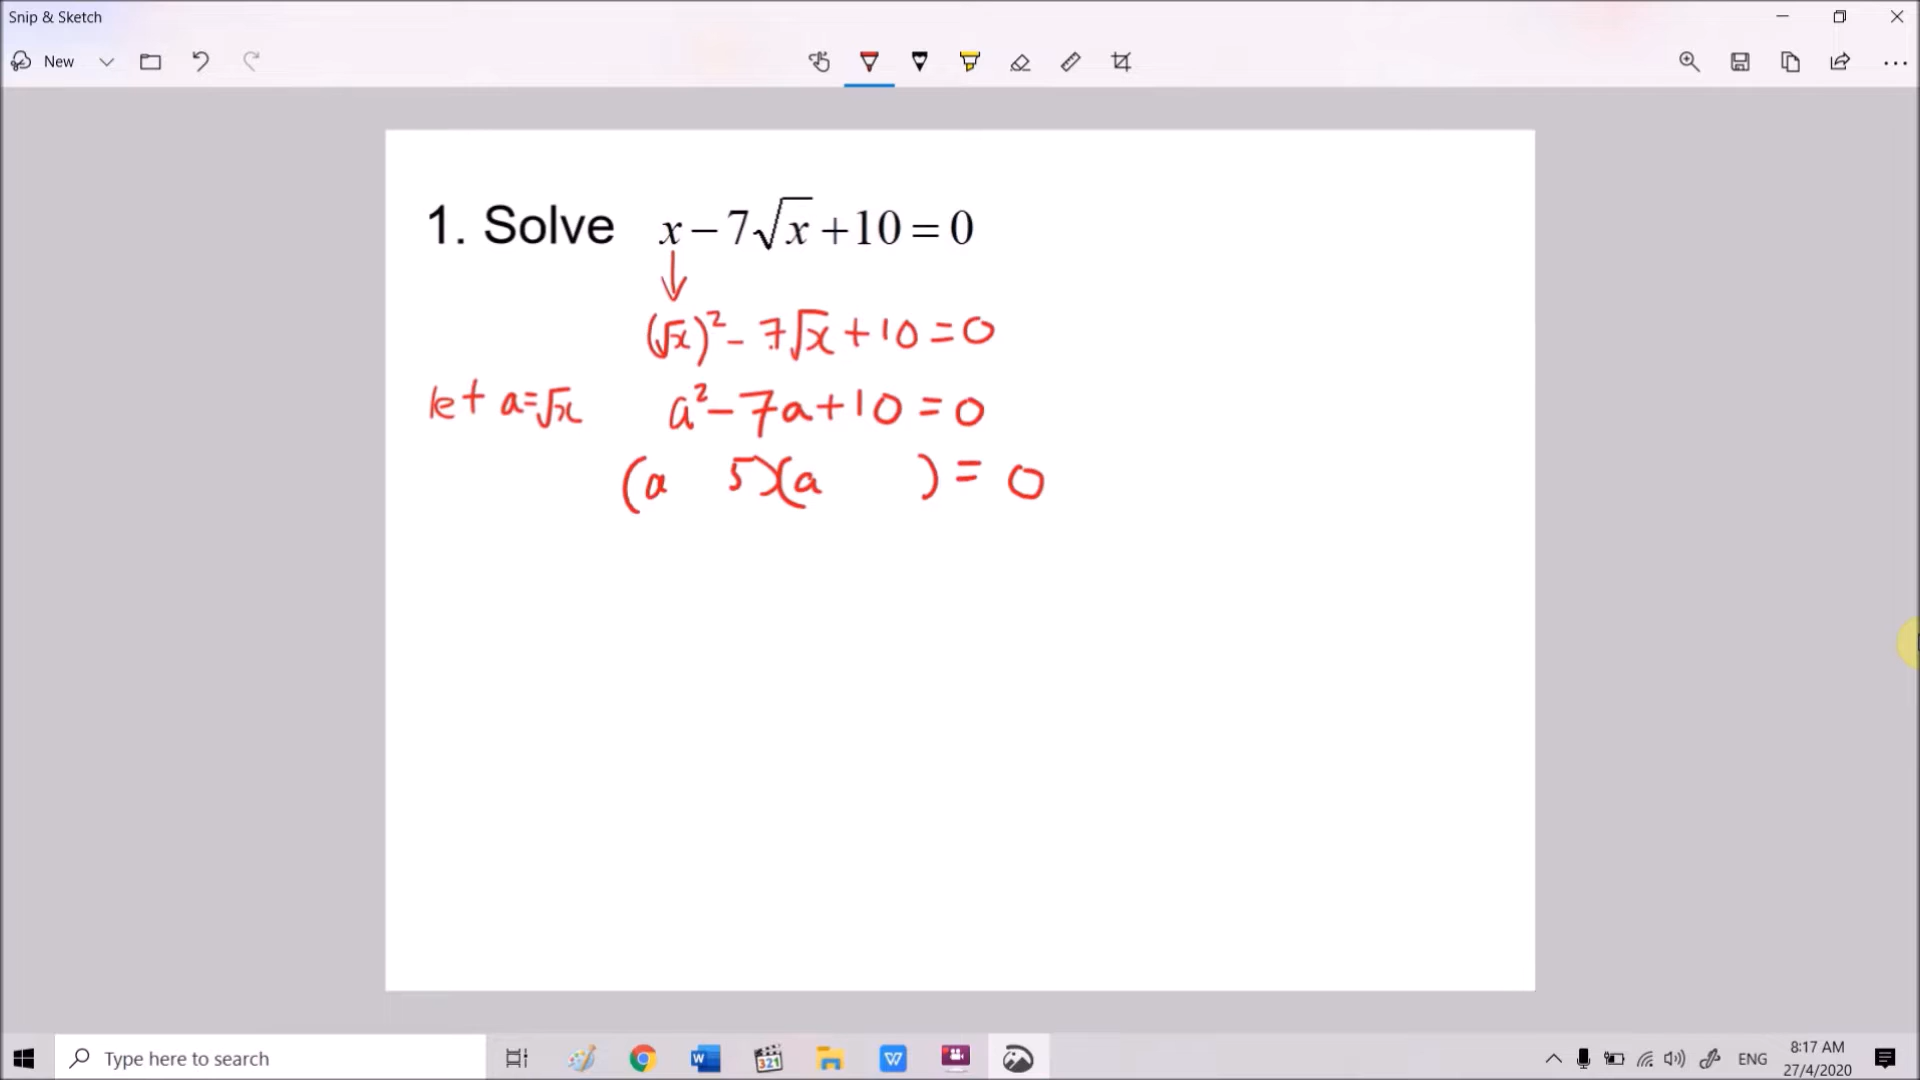 Snip & Sketch
New
1. Solve x − 7√x + 10 = 0
(√x)² − 7√x + 10 = 0
let a = √x a² − 7a + 10 = 0
(a 5)(a ) = 0
Type here to search
321
W
W
ENG
8:17 AM
27/4/2020